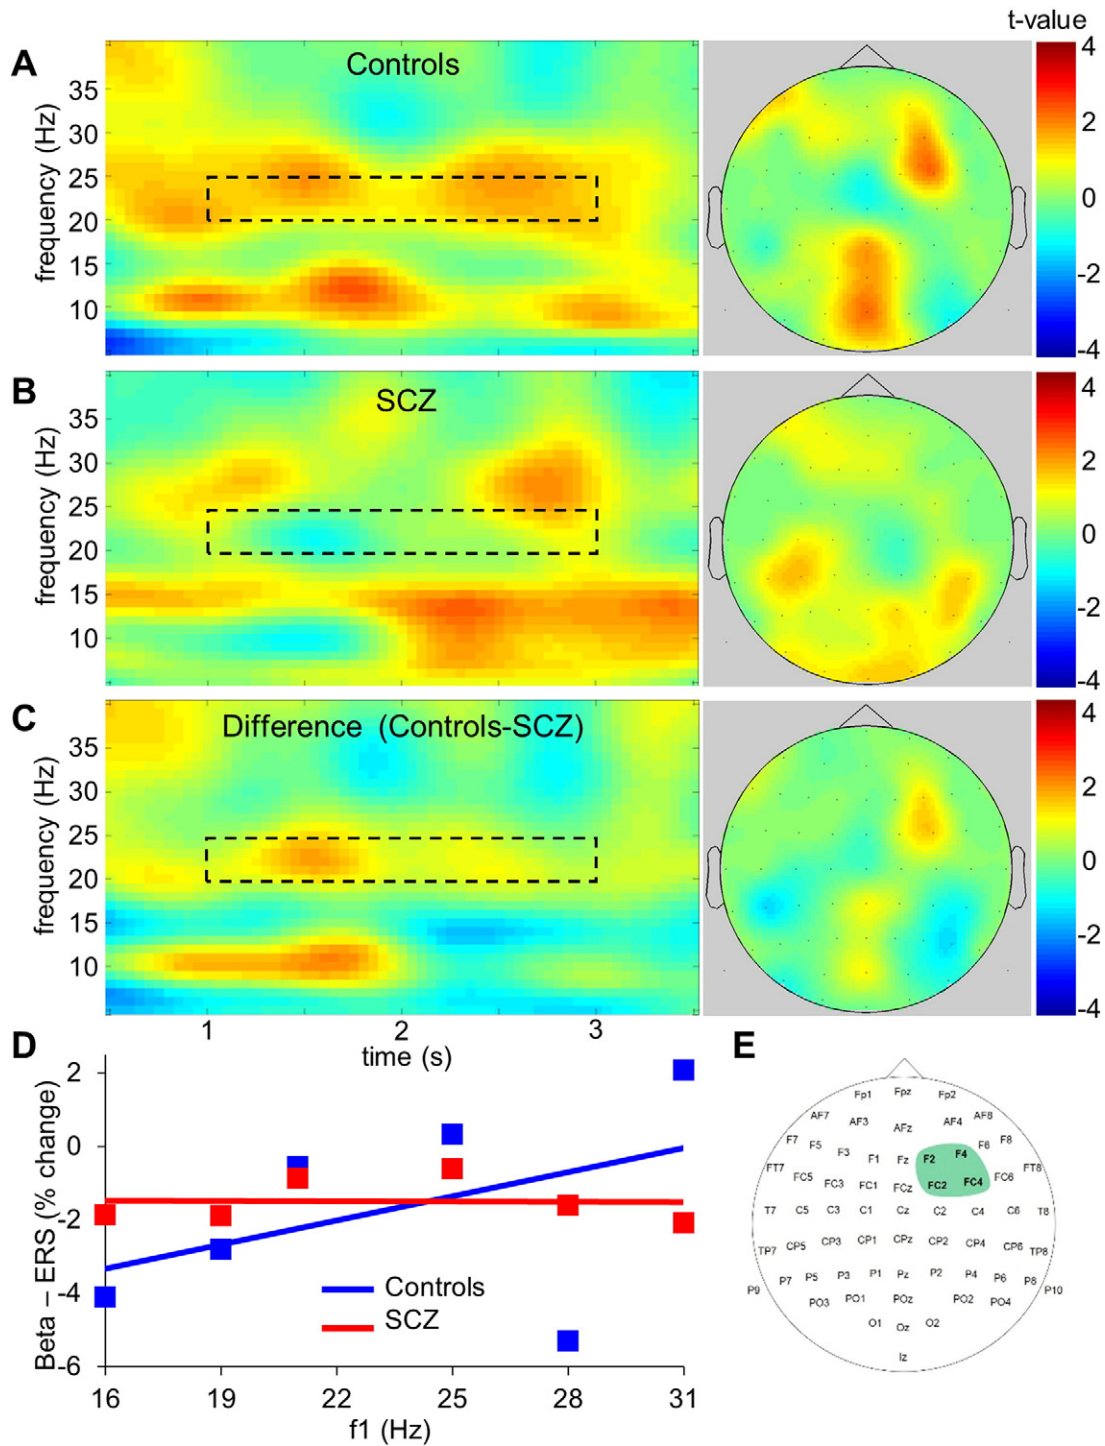 t-value
A
Controls
frequency (Hz)
35
30
25
20
15
10
4
2
0
-2
-4
B
SCZ
frequency (Hz)
35
30
25
20
15
10
4
2
0
-2
-4
C
Difference (Controls-SCZ)
frequency (Hz)
35
30
25
20
15
10
4
2
0
-2
-4
1 2 3
time (s)
D
Beta – ERS (% change)
2
0
-2
-4
-6
Controls
SCZ
16 19 22 25 28 31
f1 (Hz)
E
Fp1 Fpz Fp2
AF7 AF3 AFz AF4 AF8
F7 F5 F3 F1 Fz F2 F4 F6 F8
FT7 FC5 FC3 FC1 FCz FC2 FC4 FC6 FT8
T7 C5 C3 C1 Cz C2 C4 C6 T8
TP7 CP5 CP3 CP1 CPz CP2 CP4 CP6 TP8
P9 P7 P5 P3 P1 Pz P2 P4 P6 P8 P10
PO3 PO1 POz PO2 PO4
O1 Oz O2
Iz